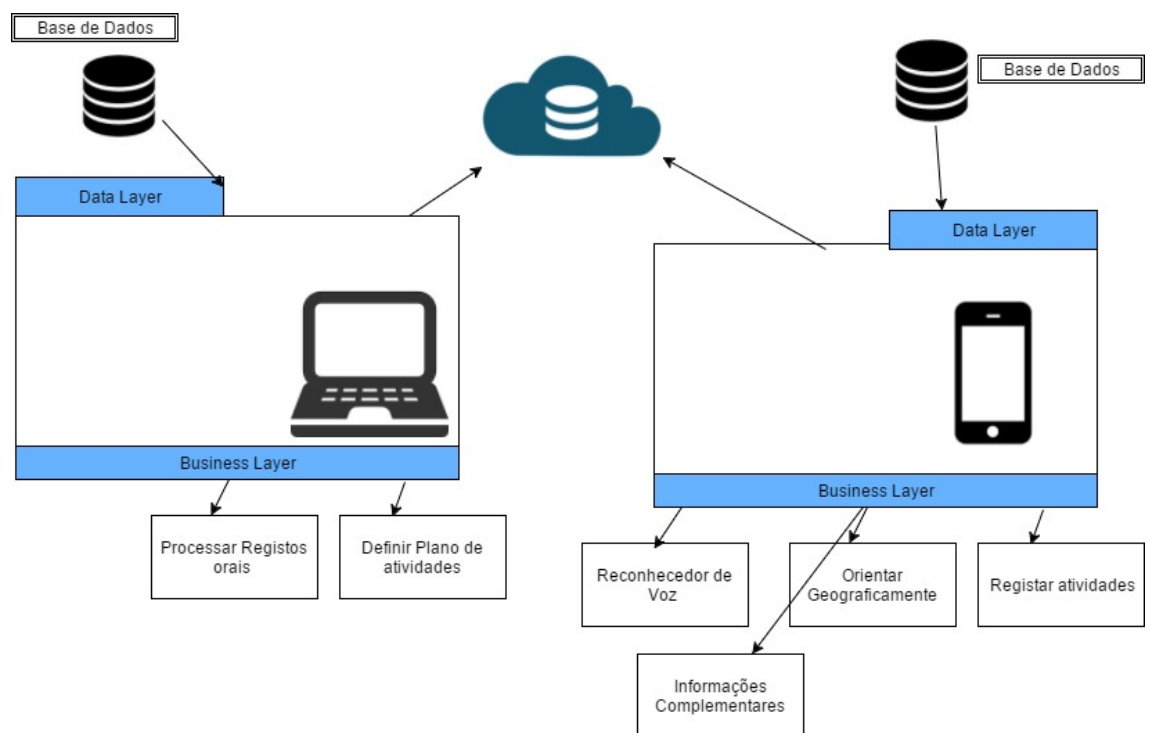 Base de Dados
Base de Dados
Data Layer
Data Layer
Business Layer
Business Layer
Processar Registos
orais
Definir Plano de
atividades
Reconhecedor de
Voz
Orientar
Geograficamente
Registar atividades
Informações
Complementares